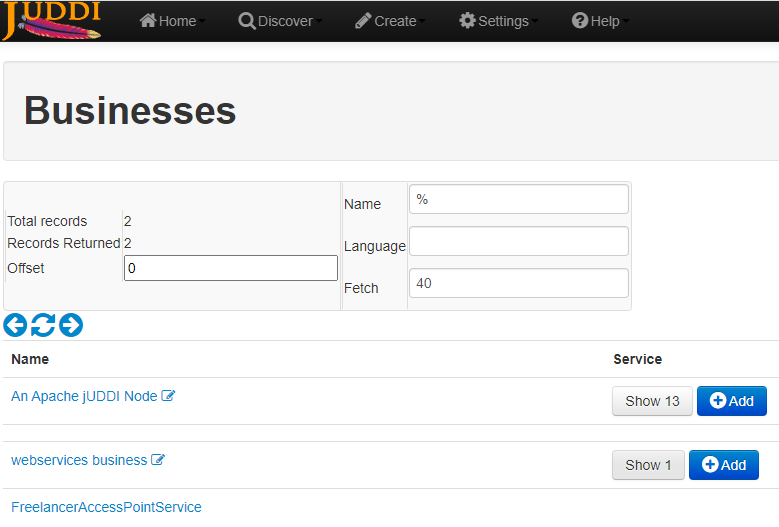 JUDDI
Home Discover Create Settings Help
Businesses
Total records 2
Records Returned 2
Offset 0
Name %
Language
Fetch 40
Name Service
An Apache jUDDI Node Show 13 Add
webservices business Show 1 Add
FreelancerAccessPointService